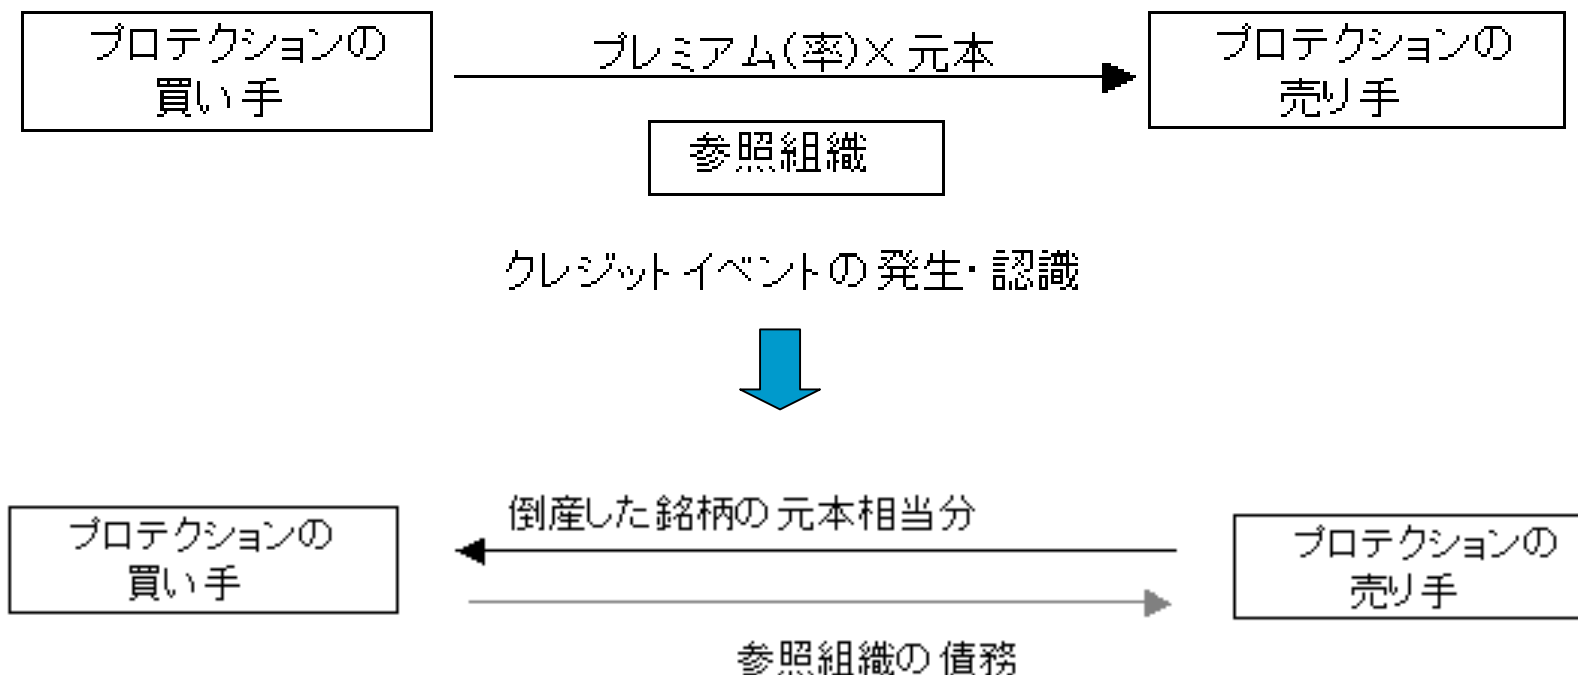 プロテクションの
買い手
プレミアム(率)×元本
プロテクションの
売り手
参照組織
クレジットイベントの発生・認識
倒産した銘柄の元本相当分
プロテクションの
買い手
プロテクションの
売り手
参照組織の債務